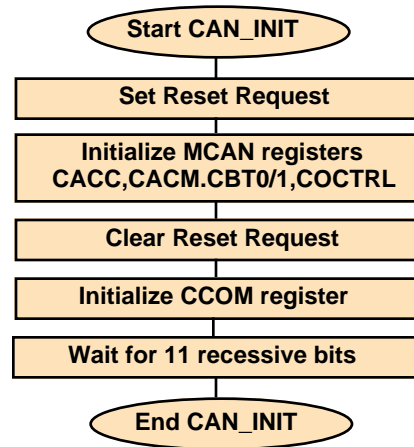 Start CAN_INIT
Set Reset Request
Initialize MCAN registers
CACC,CACM.CBT0/1,COCTRL
Clear Reset Request
Initialize CCOM register
Wait for 11 recessive bits
End CAN_INIT